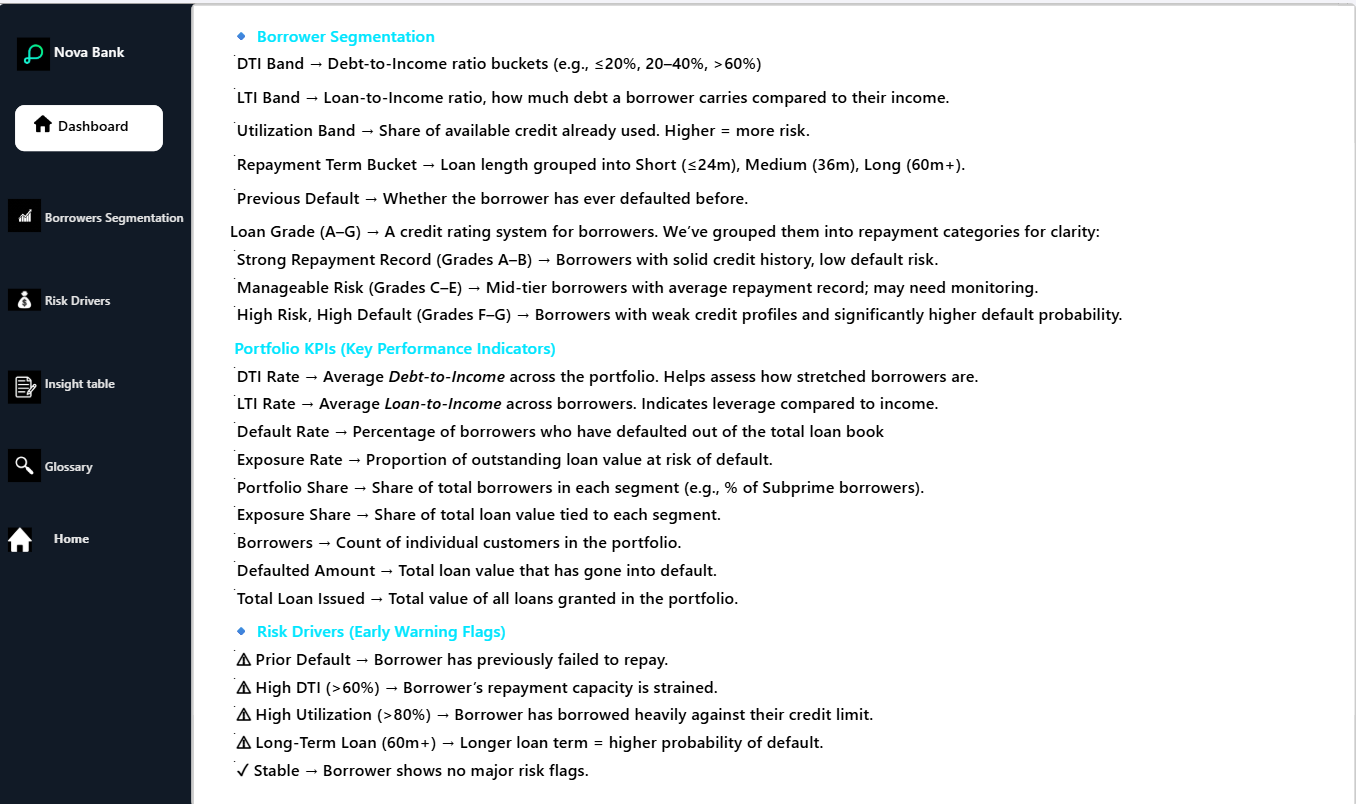 Nova Bank
Dashboard
Borrowers Segmentation
Risk Drivers
Insight table
Glossary
Home
🔹 Borrower Segmentation
DTI Band → Debt-to-Income ratio buckets (e.g., ≤20%, 20–40%, >60%)
LTI Band → Loan-to-Income ratio, how much debt a borrower carries compared to their income.
Utilization Band → Share of available credit already used. Higher = more risk.
Repayment Term Bucket → Loan length grouped into Short (≤24m), Medium (36m), Long (60m+).
Previous Default → Whether the borrower has ever defaulted before.
Loan Grade (A–G) → A credit rating system for borrowers. We’ve grouped them into repayment categories for clarity:
Strong Repayment Record (Grades A–B) → Borrowers with solid credit history, low default risk.
Manageable Risk (Grades C–E) → Mid-tier borrowers with average repayment record; may need monitoring.
High Risk, High Default (Grades F–G) → Borrowers with weak credit profiles and significantly higher default probability.
Portfolio KPIs (Key Performance Indicators)
DTI Rate → Average Debt-to-Income across the portfolio. Helps assess how stretched borrowers are.
LTI Rate → Average Loan-to-Income across borrowers. Indicates leverage compared to income.
Default Rate → Percentage of borrowers who have defaulted out of the total loan book
Exposure Rate → Proportion of outstanding loan value at risk of default.
Portfolio Share → Share of total borrowers in each segment (e.g., % of Subprime borrowers).
Exposure Share → Share of total loan value tied to each segment.
Borrowers → Count of individual customers in the portfolio.
Defaulted Amount → Total loan value that has gone into default.
Total Loan Issued → Total value of all loans granted in the portfolio.
🔹 Risk Drivers (Early Warning Flags)
⚠ Prior Default → Borrower has previously failed to repay.
⚠ High DTI (>60%) → Borrower’s repayment capacity is strained.
⚠ High Utilization (>80%) → Borrower has borrowed heavily against their credit limit.
⚠ Long-Term Loan (60m+) → Longer loan term = higher probability of default.
✓ Stable → Borrower shows no major risk flags.